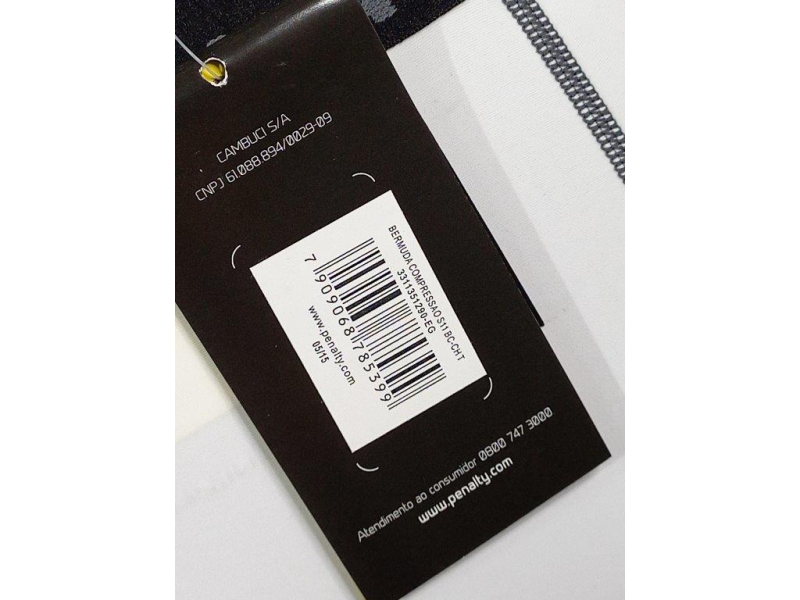 CAMBUCI S/A
CNPJ 61.088.894/0029-09
BERMUDA COMPRESSAO S11 BC-CHT
3311351290-EG
7 909068 785399
www.penalty.com
05/15
Atendimento ao consumidor 0800 747 3000
www.penalty.com